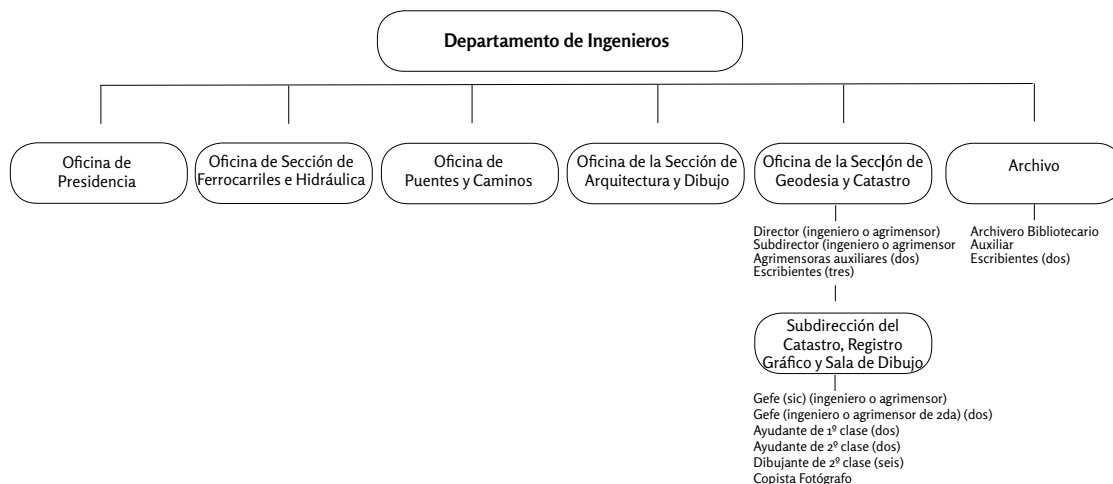 Departamento de Ingenieros
Oficina de
Presidencia
Oficina de Sección de
Ferrocarriles e Hidráulica
Oficina de
Puentes y Caminos
Oficina de la Sección de
Arquitectura y Dibujo
Oficina de la Sección de
Geodesia y Catastro
Archivo
Director (ingeniero o agrimensor)
Subdirector (ingeniero o agrimensor
Agrimensoras auxiliares (dos)
Escribientes (tres)
Archivero Bibliotecario
Auxiliar
Escribientes (dos)
Subdirección del
Catastro, Registro
Gráfico y Sala de Dibujo
Gefe (sic) (ingeniero o agrimensor)
Gefe (ingeniero o agrimensor de 2da) (dos)
Ayudante de 1º clase (dos)
Ayudante de 2º clase (dos)
Dibujante de 2º clase (seis)
Copista Fotógrafo